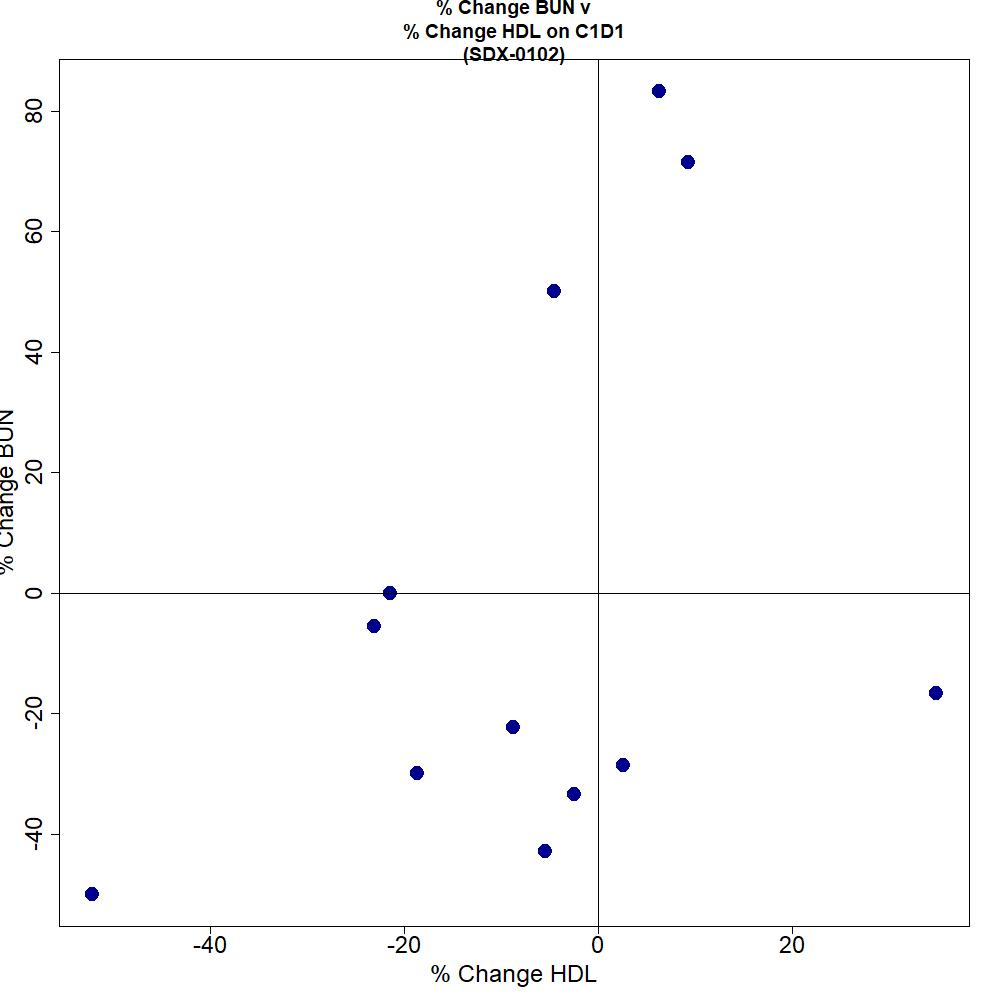 % Change BUN v
% Change HDL on C1D1
(SDX-0102)
80
60
40
20
0
-20
-40
% Change BUN
-40
-20
0
20
% Change HDL